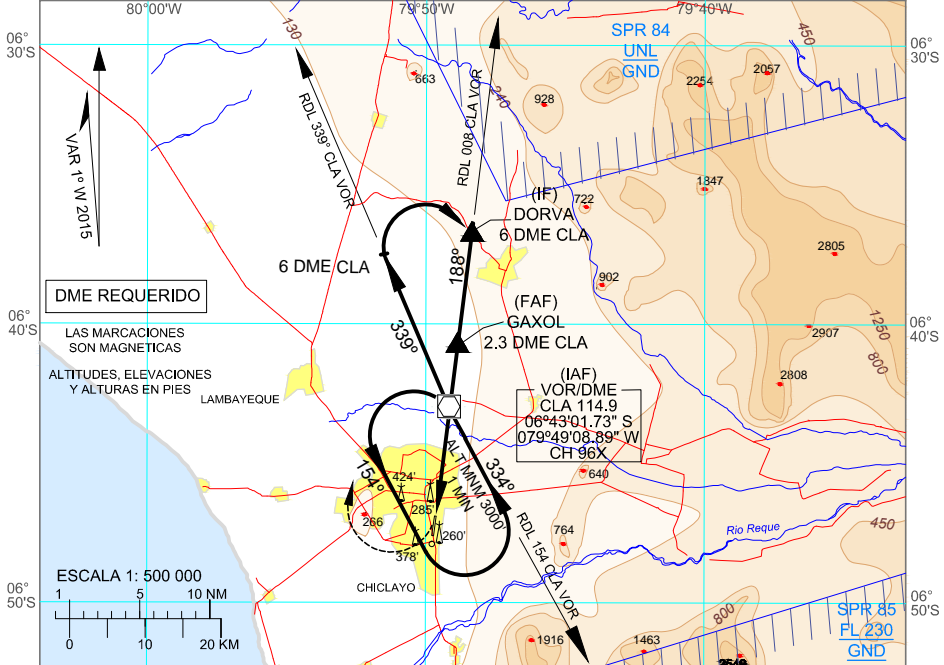 80°00'W
79°50'W
79°40'W
06°
30'S
06°
30'S
130
RDL 339° CLA VOR
663
RDL 008 CLA VOR
240
928
SPR 84
UNL
GND
450
2254
2057
VAR 1° W 2015
1847
722
(IF)
DORVA
6 DME CLA
2805
6 DME CLA
188°
902
DME REQUERIDO
(FAF)
GAXOL
2.3 DME CLA
06°
40'S
06°
40'S
339°
2907
1250
800
LAS MARCACIONES
SON MAGNETICAS
ALTITUDES, ELEVACIONES
Y ALTURAS EN PIES
LAMBAYEQUE
2808
(IAF)
VOR/DME
CLA 114.9
06°43'01.73" S
079°49'08.89" W
CH 96X
154°
ALT MNM 3000'
1 MIN
334°
424'
285'
266
260'
378'
640
764
RDL 154 CLA VOR
Rio Reque
450
CHICLAYO
ESCALA 1: 500 000
1 5 10 NM
0 10 20 KM
06°
50'S
06°
50'S
800
SPR 85
FL 230
GND
1916
1463